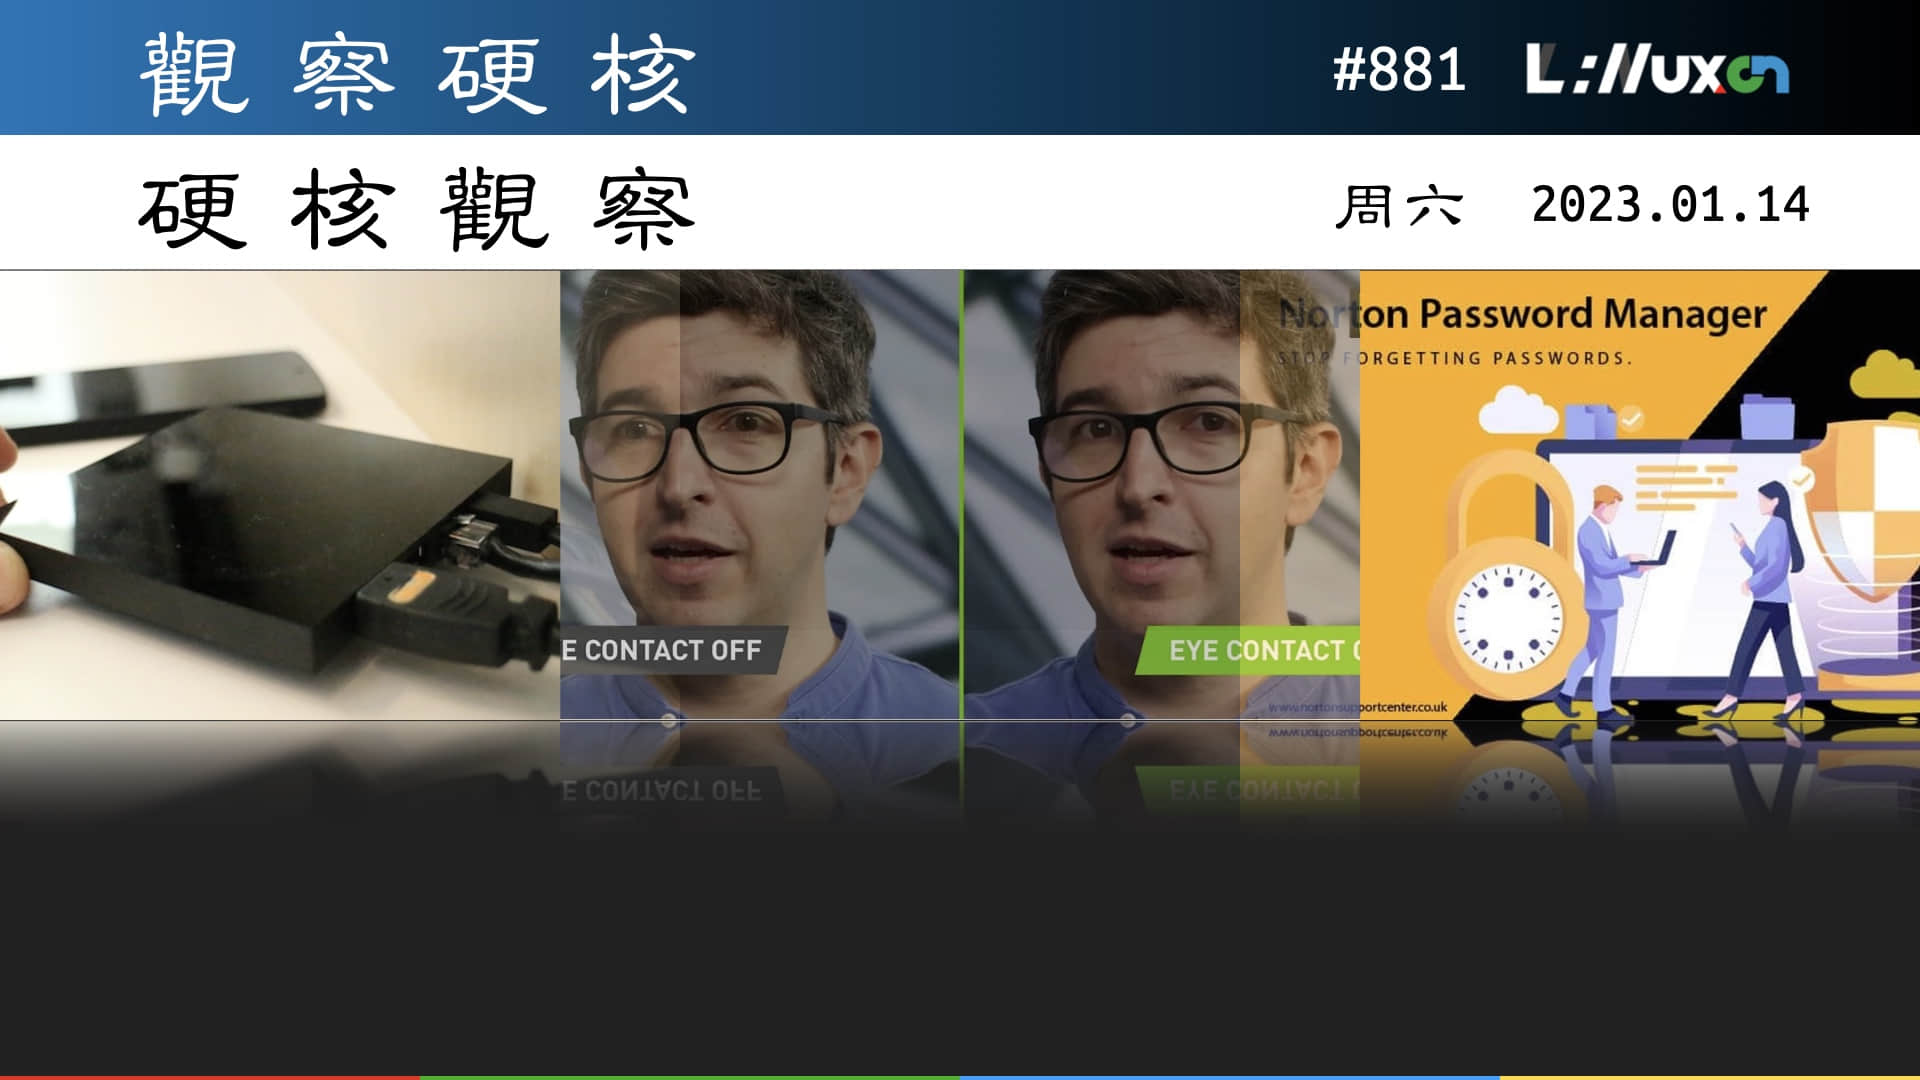 觀察硬核
#881 L://uxcn
硬核觀察
周六 2023.01.14
Norton Password Manager
STOP FORGETTING PASSWORDS.
E CONTACT OFF
EYE CONTACT
www.nortonsupportcenter.co.uk